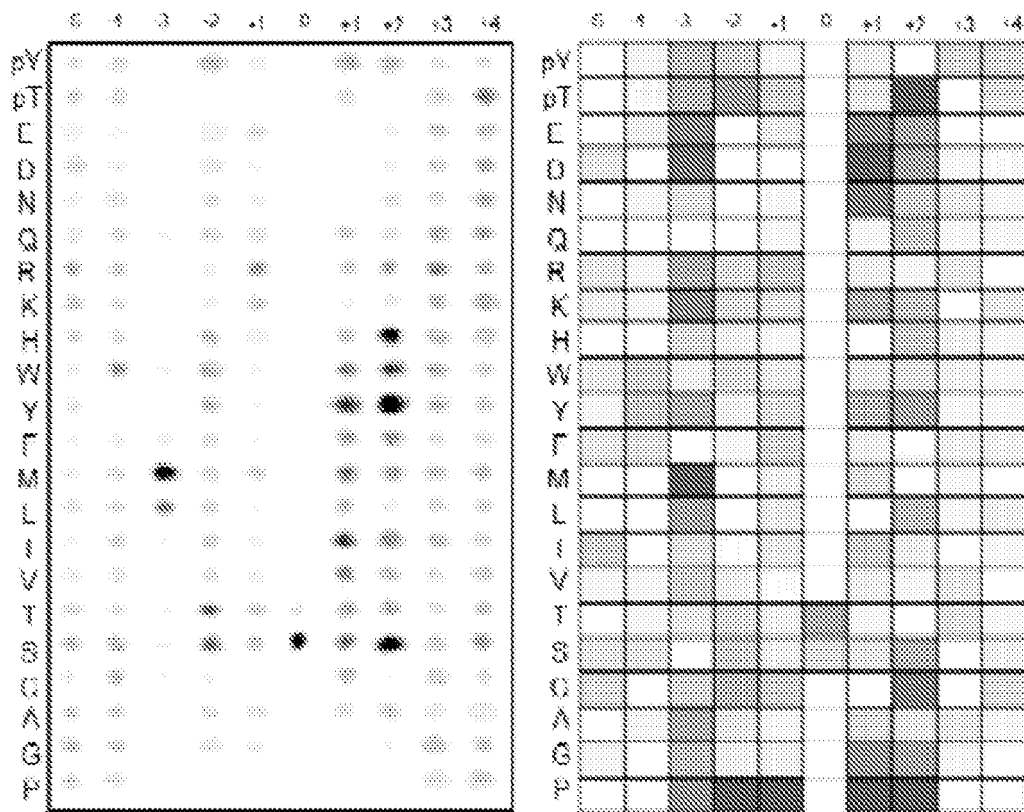 -5 -4 -3 -2 -1 0 +1 +2 +3 +4 -5 -4 -3 -2 -1 0 +1 +2 +3 +4
pY pY
pT pT
E E
D D
N N
Q Q
R R
K K
H H
W W
Y Y
F F
M M
L L
I I
V V
T T
S S
C C
A A
G G
P P